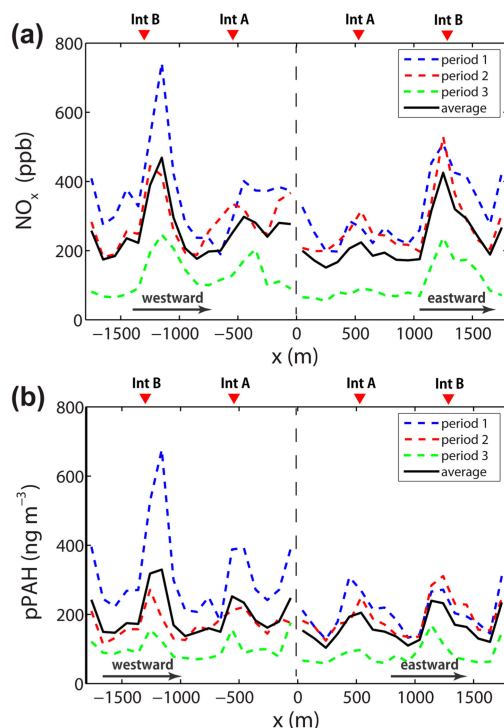 (a)
Int B Int A Int A Int B
800
600
400
200
0
NOx (ppb)
period 1
period 2
period 3
average
westward
eastward
−1500 −1000 −500 0 500 1000 1500
x (m)
(b)
Int B Int A Int A Int B
800
600
400
200
0
pPAH (ng m⁻³)
period 1
period 2
period 3
average
westward
eastward
−1500 −1000 −500 0 500 1000 1500
x (m)